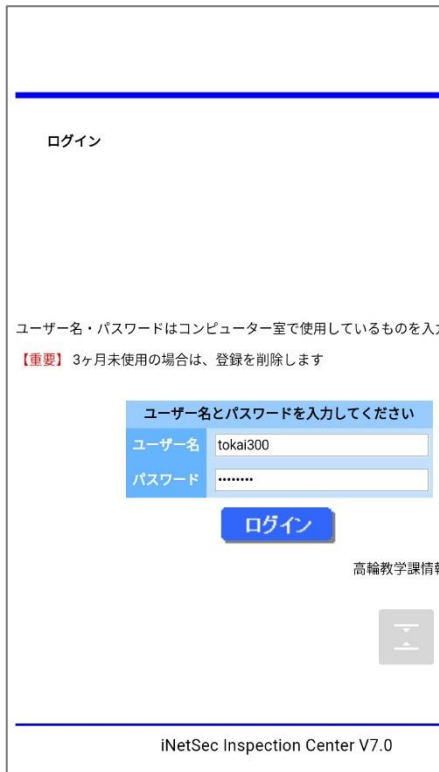 ログイン
ユーザー名・パスワードはコンピューター室で使用しているものを入
【重要】 3ヶ月未使用の場合は、登録を削除します
ユーザー名とパスワードを入力してください
ユーザー名 tokai300
パスワード ••••••••
ログイン
高輪教学課情
iNetSec Inspection Center V7.0